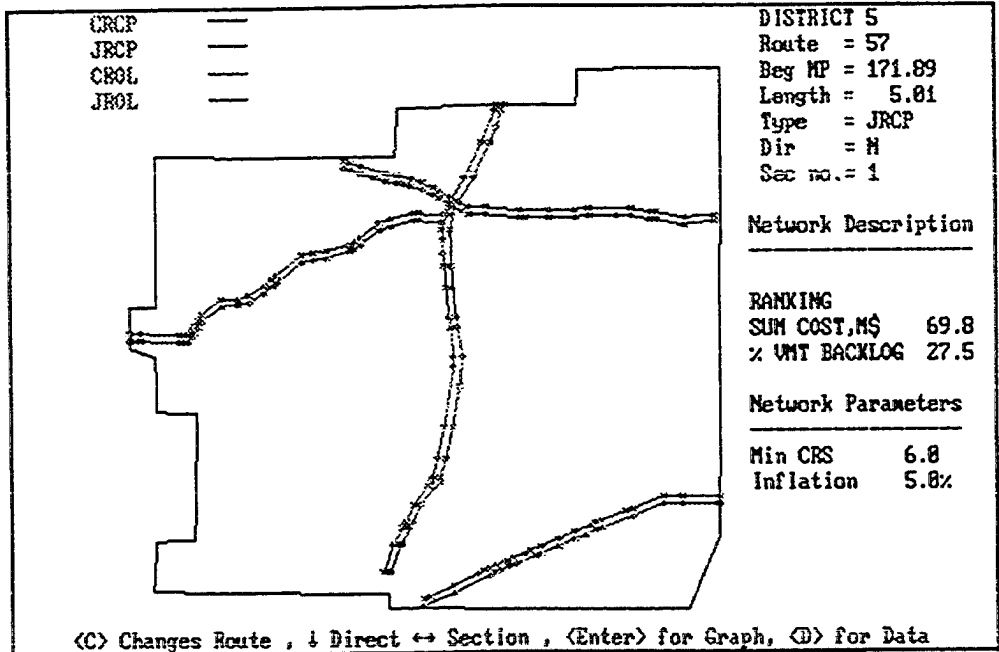 CRCP
JRCP
CROL
JROL
DISTRICT 5
Route = 57
Beg MP = 171.89
Length = 5.01
Type = JRCP
Dir = N
Sec no.= 1
Network Description
RANKING
SUM COST,M$ 69.8
% VMT BACKLOG 27.5
Network Parameters
Min CRS 6.0
Inflation 5.0%
<C> Changes Route , ↓ Direct ↔ Section , <Enter> for Graph, <D> for Data